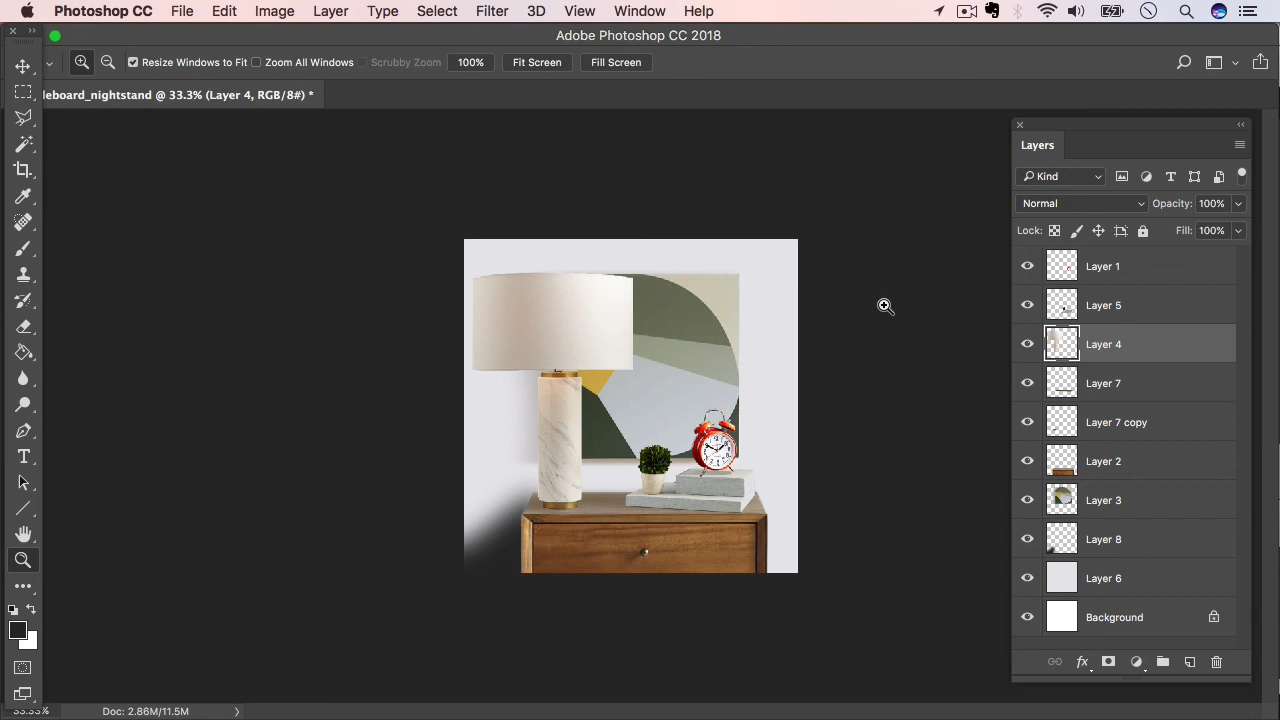 Photoshop CC File Edit Image Layer Type Select Filter 3D View Window Help
Adobe Photoshop CC 2018
Resize Windows to Fit Zoom All Windows Scrubby Zoom 100% Fit Screen Fill Screen
leboard_nightstand @ 33.3% (Layer 4, RGB/8#) *
Layers
Kind
Normal Opacity: 100%
Lock: Fill: 100%
Layer 1
Layer 5
Layer 4
Layer 7
Layer 7 copy
Layer 2
Layer 3
Layer 8
Layer 6
Background
33.33% Doc: 2.86M/11.5M